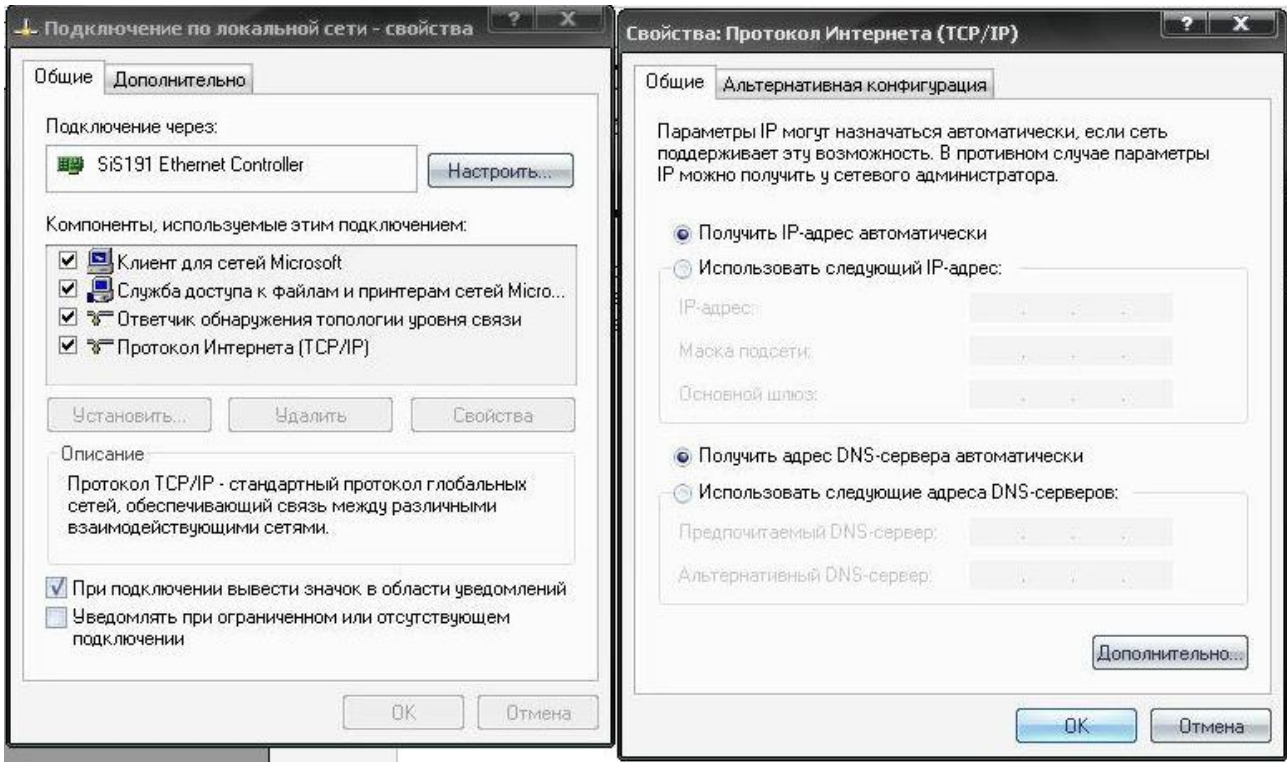 Подключение по локальной сети - свойства
Общие
Дополнительно
Подключение через:
SiS191 Ethernet Controller
Настроить...
Компоненты, используемые этим подключением:
Клиент для сетей Microsoft
Служба доступа к файлам и принтерам сетей Micro...
Ответчик обнаружения топологии уровня связи
Протокол Интернета (TCP/IP)
Установить...
Удалить
Свойства
Описание
Протокол TCP/IP - стандартный протокол глобальных
сетей, обеспечивающий связь между различными
взаимодействующими сетями.
При подключении вывести значок в области уведомлений
Уведомлять при ограниченном или отсутствующем
подключении
OK
Отмена
Свойства: Протокол Интернета (TCP/IP)
Общие
Альтернативная конфигурация
Параметры IP могут назначаться автоматически, если сеть
поддерживает эту возможность. В противном случае параметры
IP можно получить у сетевого администратора.
Получить IP-адрес автоматически
Использовать следующий IP-адрес:
IP-адрес:
Маска подсети:
Основной шлюз:
Получить адрес DNS-сервера автоматически
Использовать следующие адреса DNS-серверов:
Предпочитаемый DNS-сервер:
Альтернативный DNS-сервер:
Дополнительно...
OK
Отмена